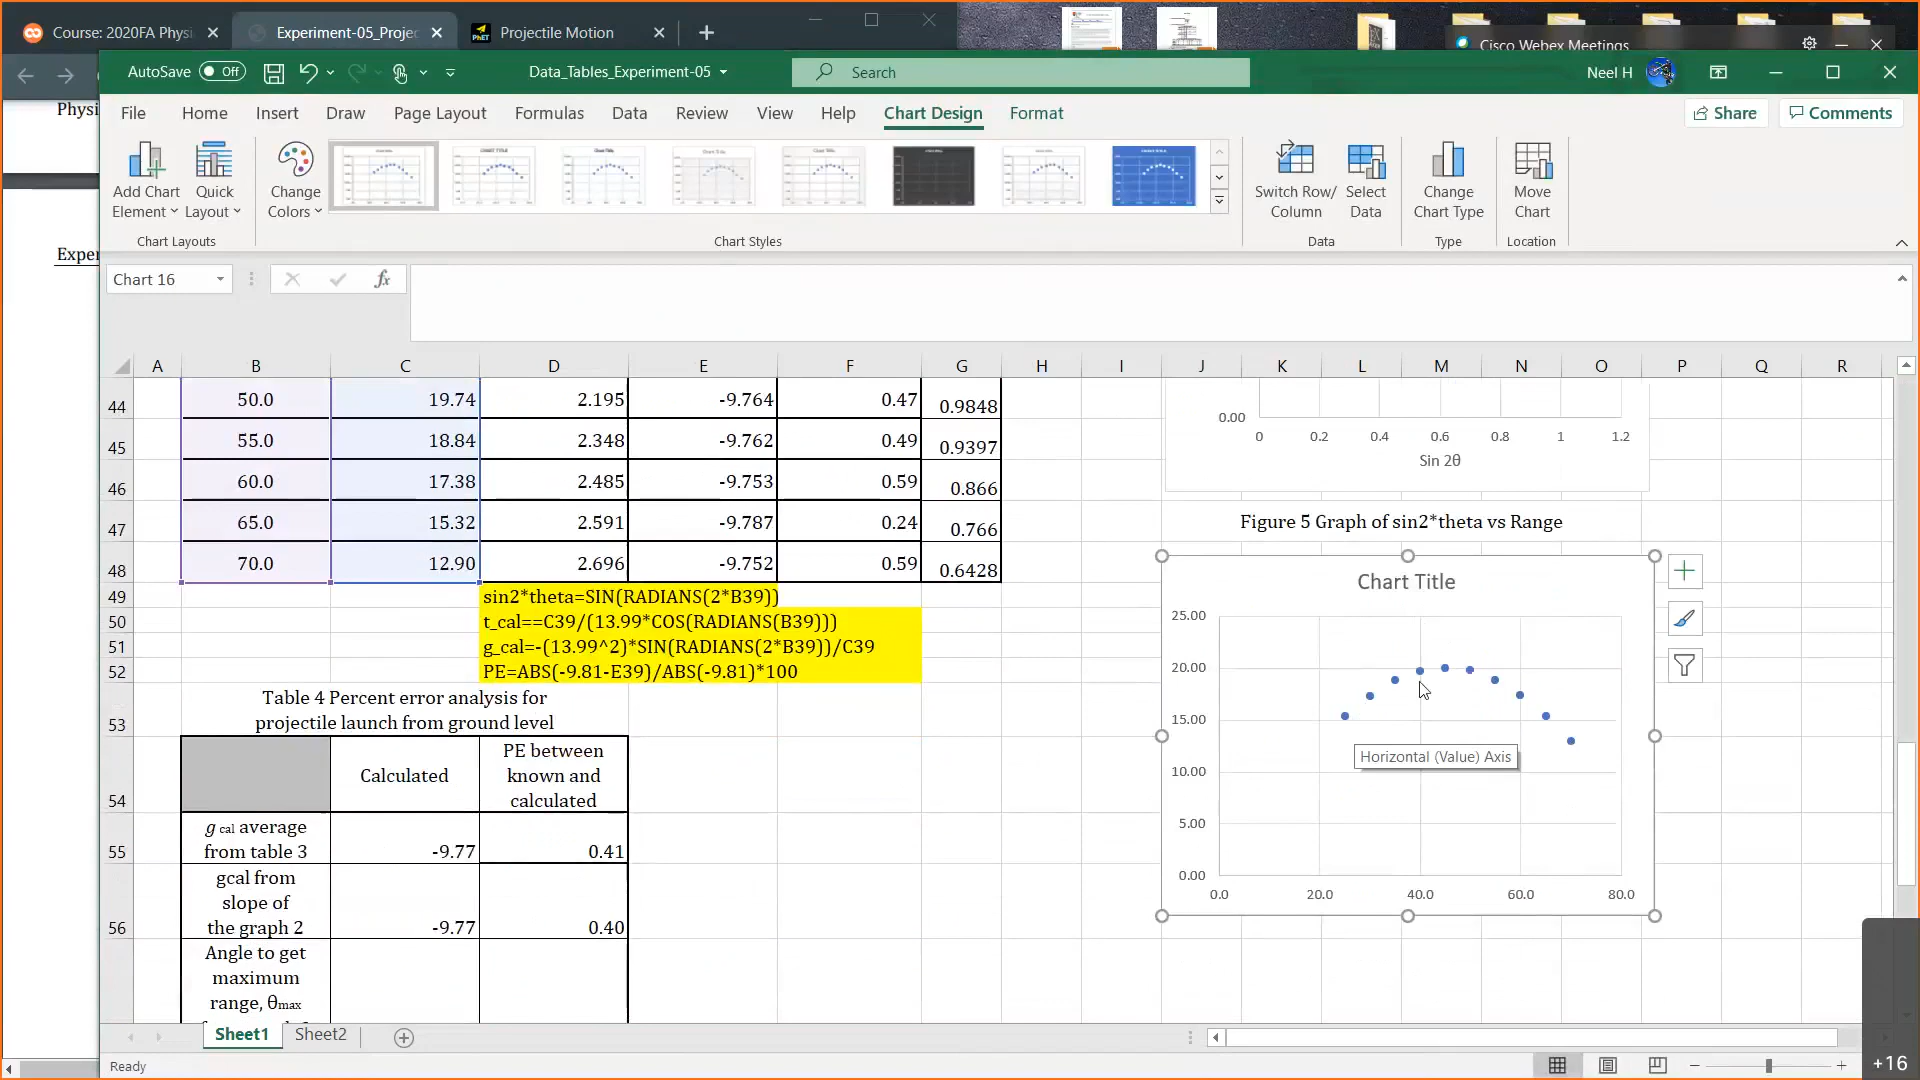 Course: 2020FA Physi
Experiment-05_Projec
PhET
Projectile Motion
Cisco Webex Meetings
AutoSave Off
Data_Tables_Experiment-05
Search
Neel H
Physi
File Home Insert Draw Page Layout Formulas Data Review View Help Chart Design Format
Share
Comments
Add Chart Element
Quick Layout
Change Colors
Switch Row/ Column
Select Data
Change Chart Type
Move Chart
Chart Layouts
Chart Styles
Data
Type
Location
Exper
Chart 16
fx
A B C D E F G H I J K L M N O P Q R
44 50.0 19.74 2.195 -9.764 0.47 0.9848
45 55.0 18.84 2.348 -9.762 0.49 0.9397
46 60.0 17.38 2.485 -9.753 0.59 0.866
47 65.0 15.32 2.591 -9.787 0.24 0.766
48 70.0 12.90 2.696 -9.752 0.59 0.6428
49 sin2*theta=SIN(RADIANS(2*B39))
50 t_cal==C39/(13.99*COS(RADIANS(B39)))
51 g_cal=-(13.99^2)*SIN(RADIANS(2*B39))/C39
52 PE=ABS(-9.81-E39)/ABS(-9.81)*100
Table 4 Percent error analysis for
53 projectile launch from ground level
PE between
Calculated known and
54 calculated
g cal average
55 from table 3 -9.77 0.41
gcal from
slope of
56 the graph 2 -9.77 0.40
Angle to get
maximum
range, θmax
0.00
0 0.2 0.4 0.6 0.8 1 1.2
Sin 2θ
Figure 5 Graph of sin2*theta vs Range
Chart Title
25.00
20.00
15.00
Horizontal (Value) Axis
10.00
5.00
0.00
0.0 20.0 40.0 60.0 80.0
Sheet1 Sheet2
Ready
+16